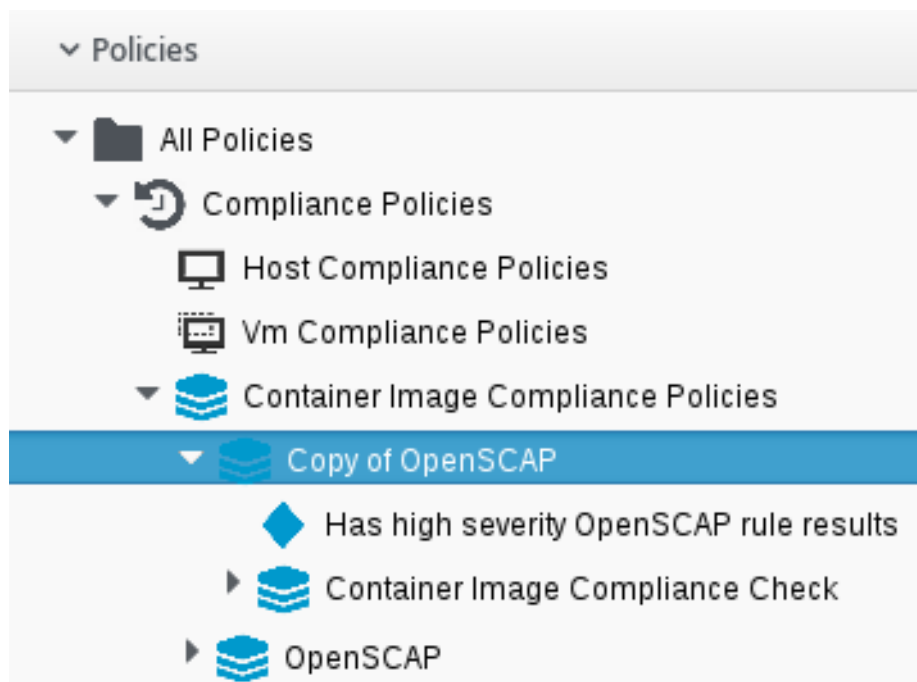 Policies
All Policies
Compliance Policies
Host Compliance Policies
Vm Compliance Policies
Container Image Compliance Policies
Copy of OpenSCAP
Has high severity OpenSCAP rule results
Container Image Compliance Check
OpenSCAP